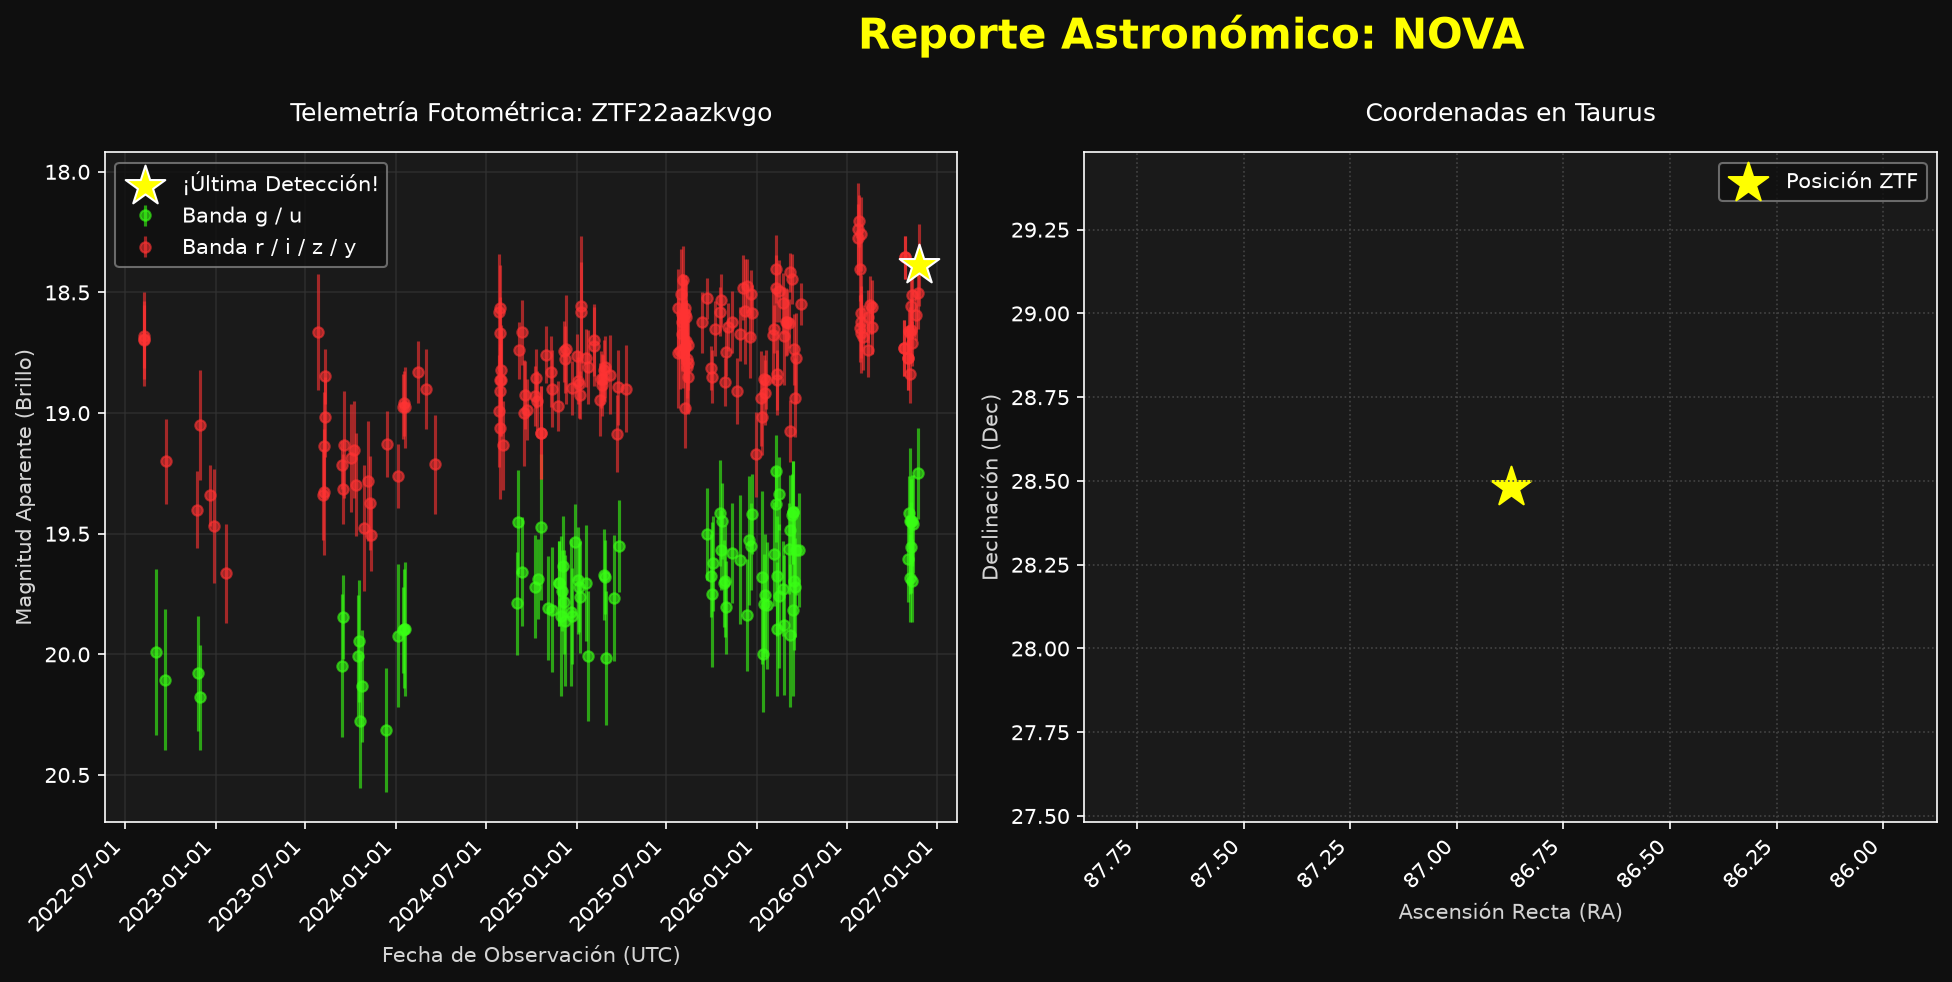 Reporte Astronómico: NOVA
Telemetría Fotométrica: ZTF22aazkvgo
¡Última Detección!
Banda g / u
Banda r / i / z / y
Magnitud Aparente (Brillo)
18.0
18.5
19.0
19.5
20.0
20.5
2022-07-01
2023-01-01
2023-07-01
2024-01-01
2024-07-01
2025-01-01
2025-07-01
2026-01-01
2026-07-01
2027-01-01
Fecha de Observación (UTC)
Coordenadas en Taurus
Posición ZTF
Declinación (Dec)
29.25
29.00
28.75
28.50
28.25
28.00
27.75
27.50
87.75
87.50
87.25
87.00
86.75
86.50
86.25
86.00
Ascensión Recta (RA)